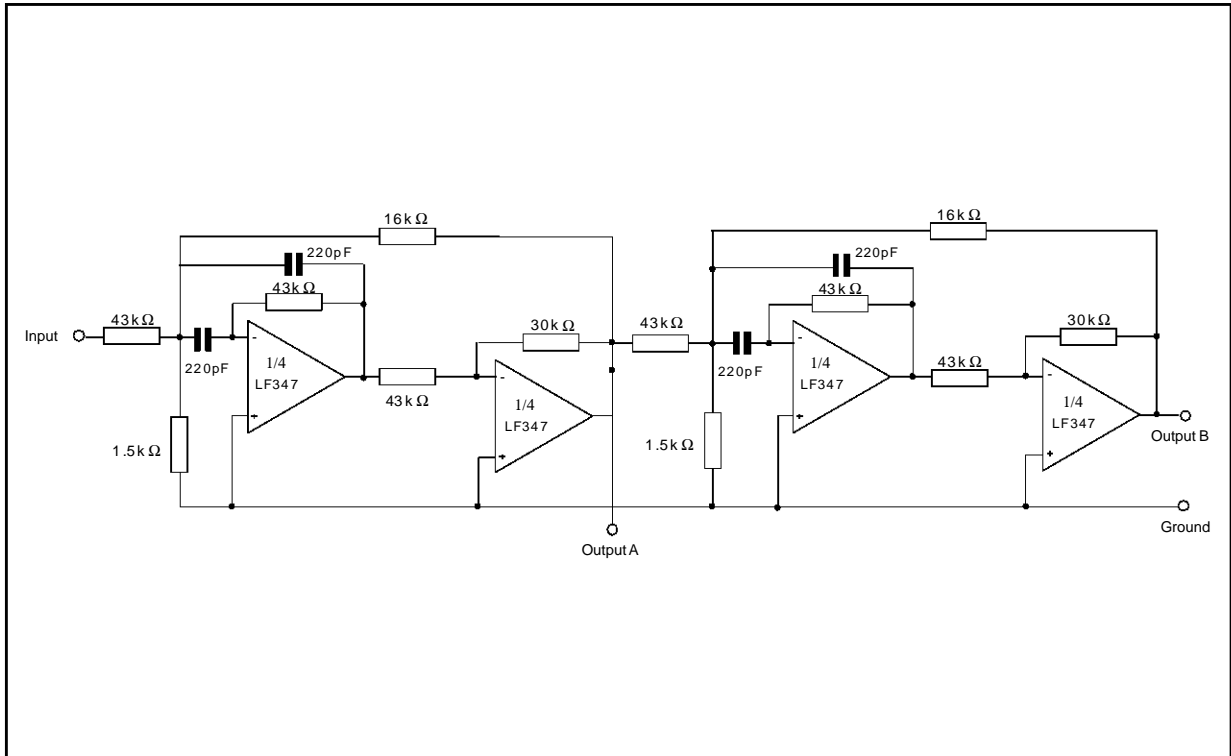 16kΩ
16kΩ
220pF
220pF
43kΩ
43kΩ
Input
43kΩ
30kΩ
43kΩ
30kΩ
-
-
1/4
LF347
1/4
LF347
220pF
220pF
43kΩ
43kΩ
-
-
1/4
LF347
1/4
LF347
+
+
Output B
1.5kΩ
1.5kΩ
+
+
Ground
Output A